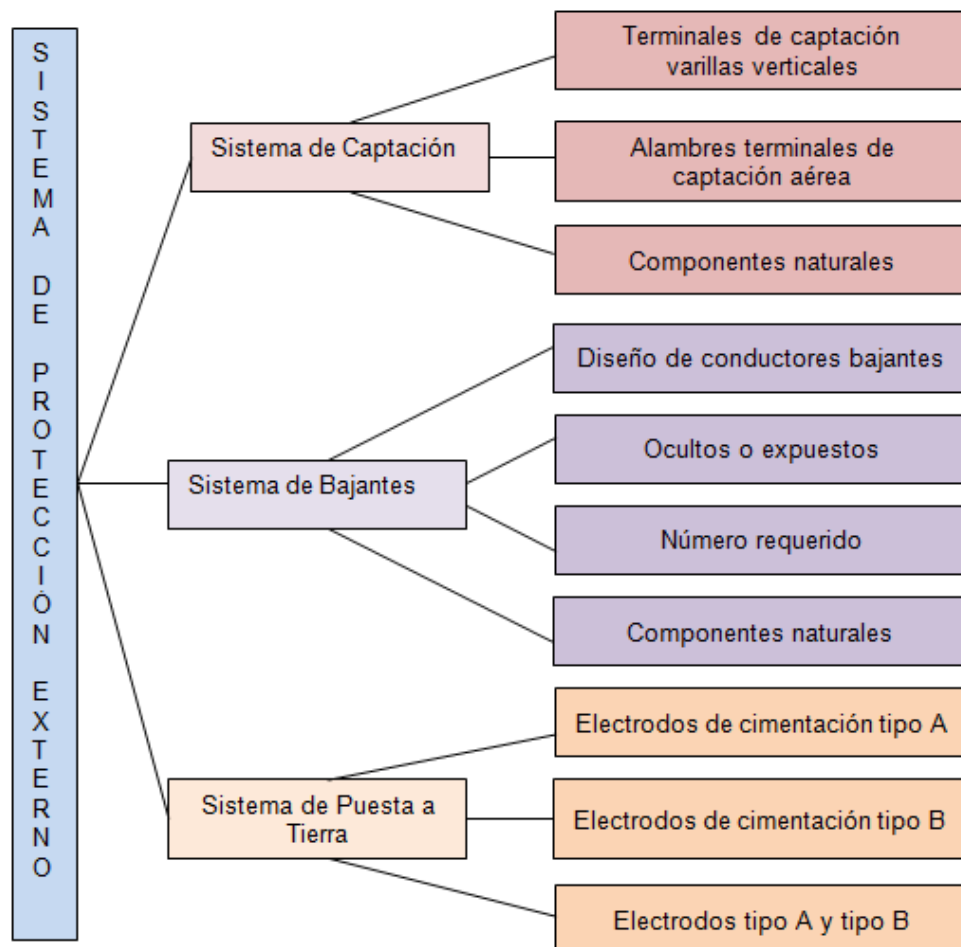 SISTEMA DE PROTECCIÓN EXTERNO
Sistema de Captación
Terminales de captación
varillas verticales
Alambres terminales de
captación aérea
Componentes naturales
Sistema de Bajantes
Diseño de conductores bajantes
Ocultos o expuestos
Número requerido
Componentes naturales
Sistema de Puesta a
Tierra
Electrodos de cimentación tipo A
Electrodos de cimentación tipo B
Electrodos tipo A y tipo B